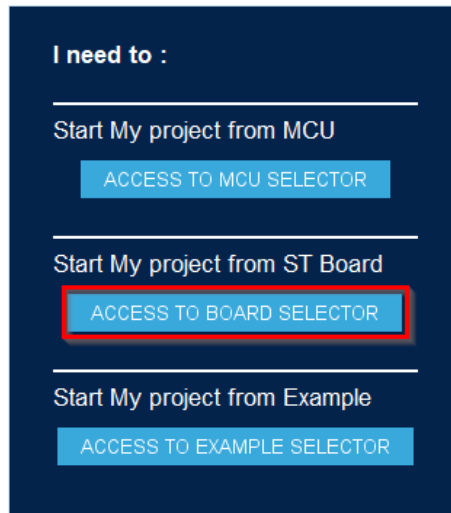 I need to :
Start My project from MCU
ACCESS TO MCU SELECTOR
Start My project from ST Board
ACCESS TO BOARD SELECTOR
Start My project from Example
ACCESS TO EXAMPLE SELECTOR